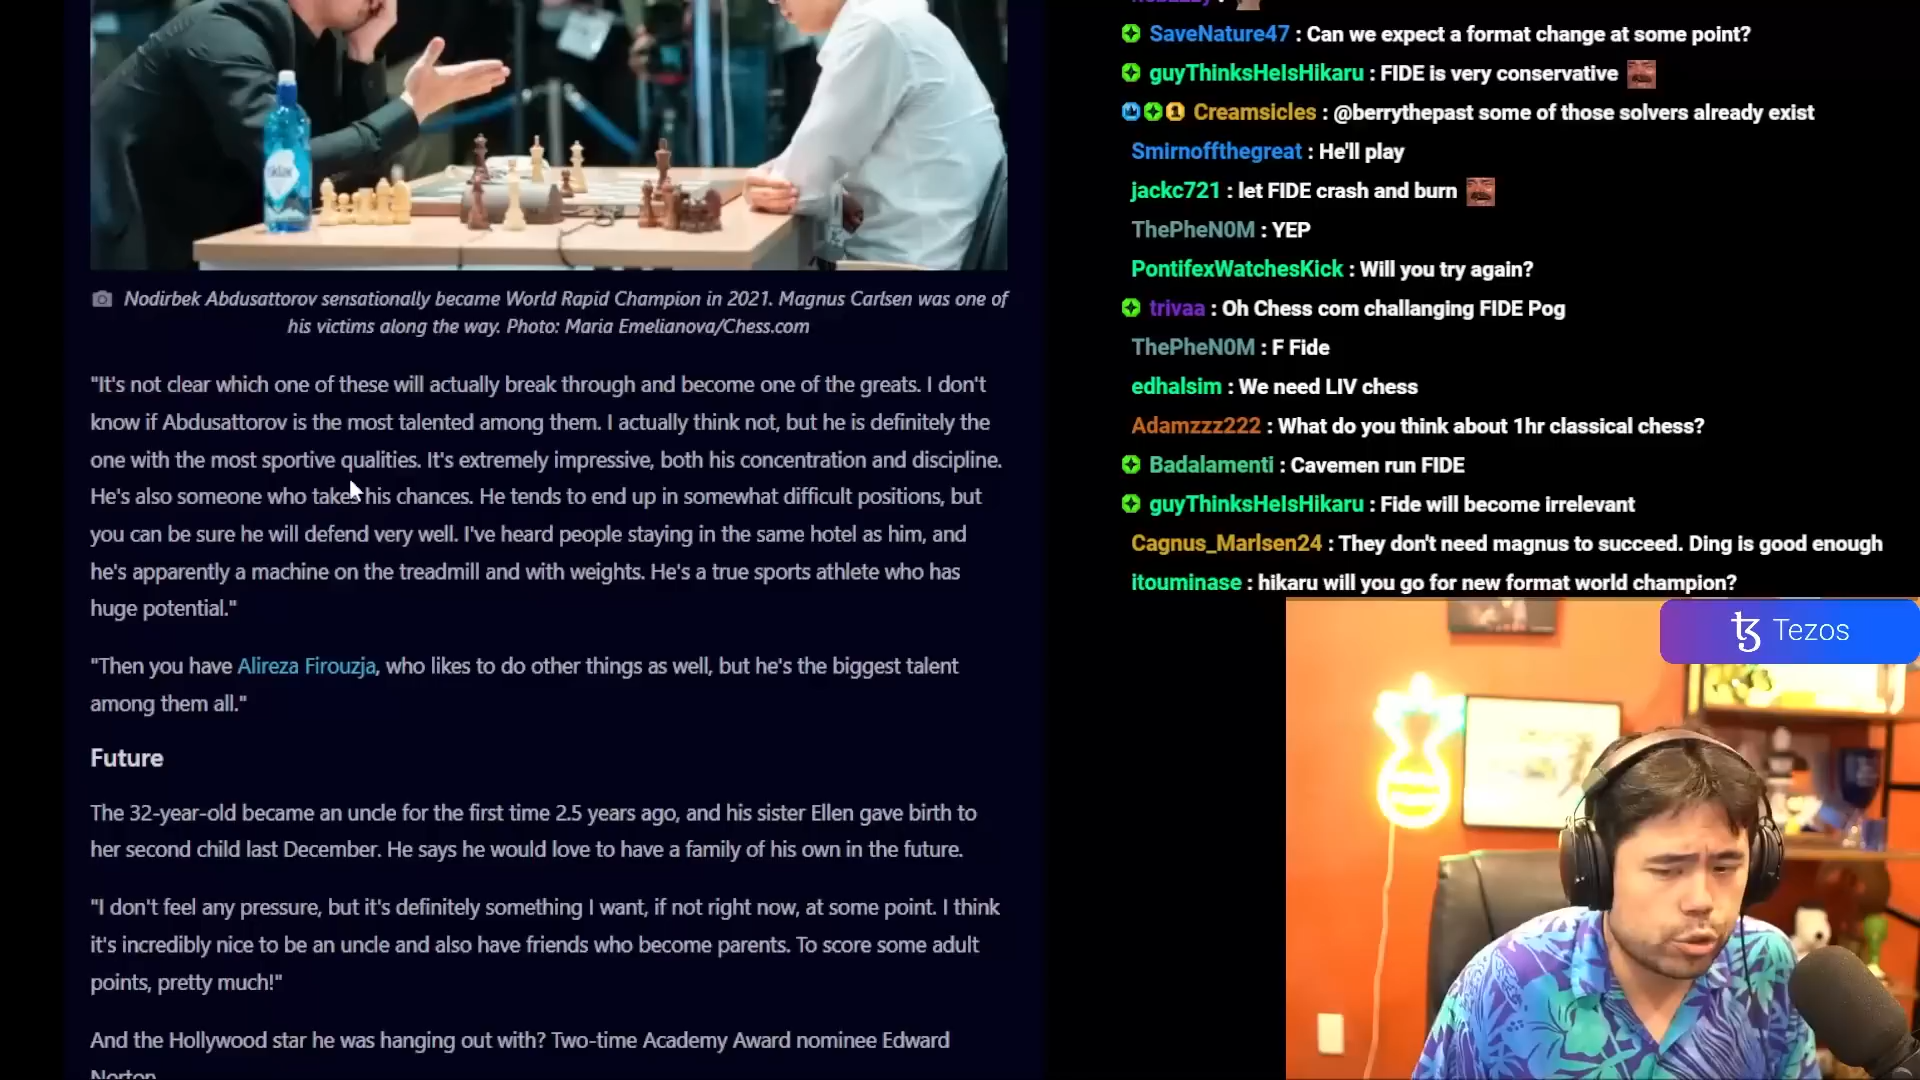 Nodirbek Abdusattorov sensationally became World Rapid Champion in 2021. Magnus Carlsen was one of
his victims along the way. Photo: Maria Emelianova/Chess.com
"It's not clear which one of these will actually break through and become one of the greats. I don't
know if Abdusattorov is the most talented among them. I actually think not, but he is definitely the
one with the most sportive qualities. It's extremely impressive, both his concentration and discipline.
He's also someone who takes his chances. He tends to end up in somewhat difficult positions, but
you can be sure he will defend very well. I've heard people staying in the same hotel as him, and
he's apparently a machine on the treadmill and with weights. He's a true sports athlete who has
huge potential."
"Then you have Alireza Firouzja, who likes to do other things as well, but he's the biggest talent
among them all."
Future
The 32-year-old became an uncle for the first time 2.5 years ago, and his sister Ellen gave birth to
her second child last December. He says he would love to have a family of his own in the future.
"I don't feel any pressure, but it's definitely something I want, if not right now, at some point. I think
it's incredibly nice to be an uncle and also have friends who become parents. To score some adult
points, pretty much!"
And the Hollywood star he was hanging out with? Two-time Academy Award nominee Edward
Norton
SaveNature47 : Can we expect a format change at some point?
guyThinksHeIsHikaru : FIDE is very conservative
Creamsicles : @berrythepast some of those solvers already exist
Smirnoffthegreat : He'll play
jackc721 : let FIDE crash and burn
ThePheN0M : YEP
PontifexWatchesKick : Will you try again?
trivaa : Oh Chess com challanging FIDE Pog
ThePheN0M : F Fide
edhalsim : We need LIV chess
Adamzzz222 : What do you think about 1hr classical chess?
Badalamenti : Cavemen run FIDE
guyThinksHeIsHikaru : Fide will become irrelevant
Cagnus_Marlsen24 : They don't need magnus to succeed. Ding is good enough
itouminase : hikaru will you go for new format world champion?
Tezos